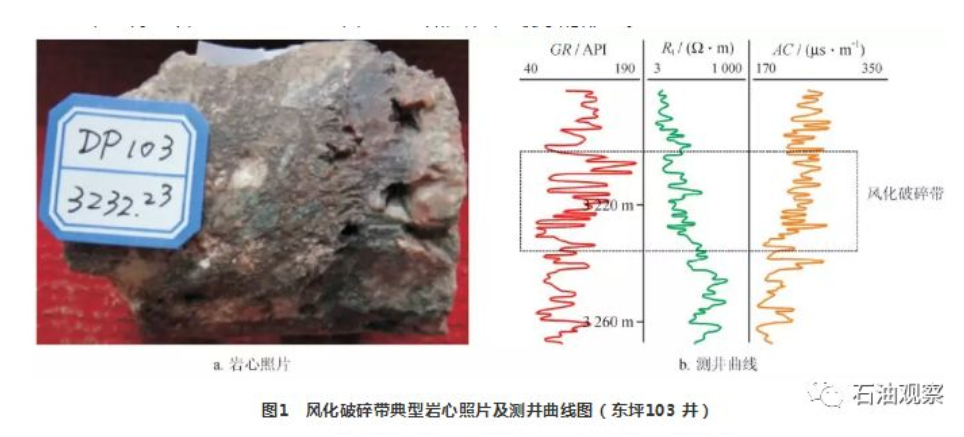 DP103
3232.23
GR / API
Rt / (Ω · m)
AC / (μs · m⁻¹)
40 190 3 1 000 170 350
风化破碎带
3 220 m
3 260 m
a. 岩心照片
b. 测井曲线
石油观察
图1 风化破碎带典型岩心照片及测井曲线图（东坪103 井）